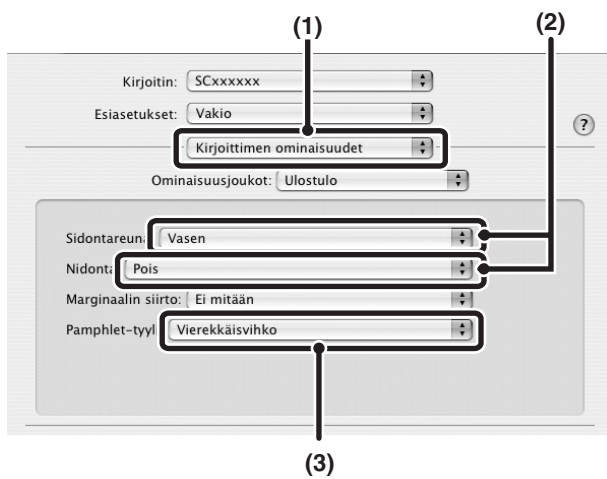 (1) (2)
Kirjoitin: SCxxxxxx
Esiasetukset: Vakio
?
Kirjoittimen ominaisuudet
Ominaisuusjoukot: Ulostulo
Sidontareuna Vasen
Nidonta Pois
Marginaalin siirto: Ei mitään
Pamphlet-tyyl Vierekkäisvihko
(3)